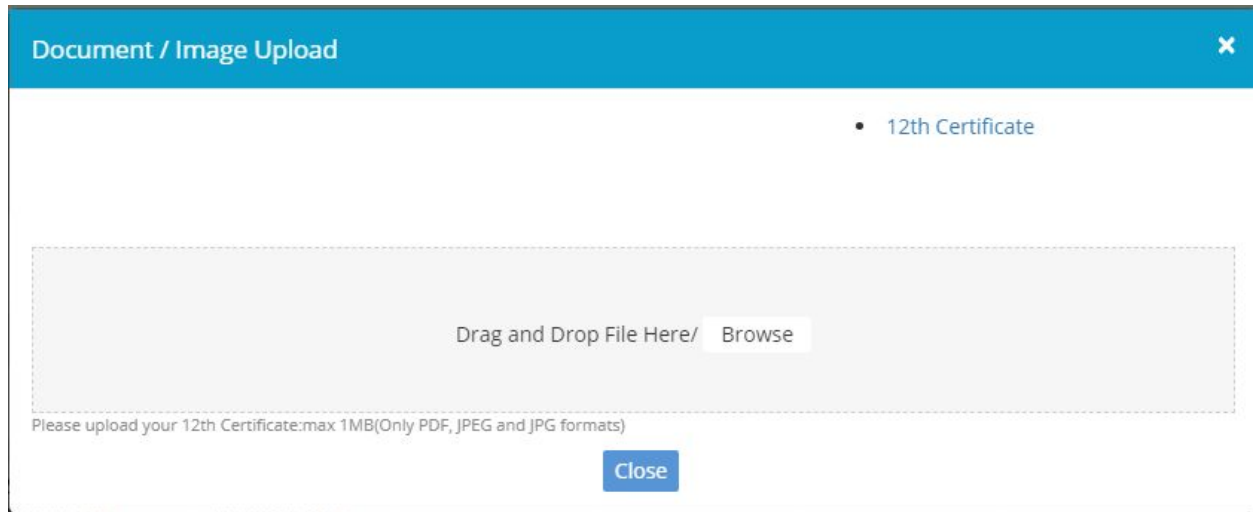 Document / Image Upload ×
• 12th Certificate
Drag and Drop File Here/ Browse
Please upload your 12th Certificate:max 1MB(Only PDF, JPEG and JPG formats)
Close